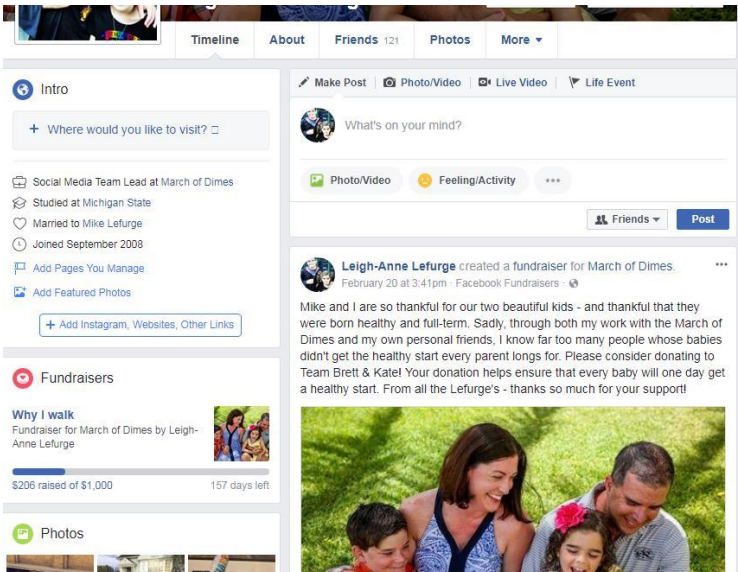 Timeline About Friends 121 Photos More
Intro
+ Where would you like to visit?
Social Media Team Lead at March of Dimes
Studied at Michigan State
Married to Mike Lefurge
Joined September 2008
Add Pages You Manage
Add Featured Photos
+ Add Instagram, Websites, Other Links
Fundraisers
Why I walk
Fundraiser for March of Dimes by Leigh-
Anne Lefurge
$206 raised of $1,000 157 days left
Photos
Make Post Photo/Video Live Video Life Event
What's on your mind?
Photo/Video Feeling/Activity
Friends Post
Leigh-Anne Lefurge created a fundraiser for March of Dimes.
February 20 at 3:41pm · Facebook Fundraisers ·
Mike and I are so thankful for our two beautiful kids - and thankful that they
were born healthy and full-term. Sadly, through both my work with the March of
Dimes and my own personal friends, I know far too many people whose babies
didn't get the healthy start every parent longs for. Please consider donating to
Team Brett & Kate! Your donation helps ensure that every baby will one day get
a healthy start. From all the Lefurge's - thanks so much for your support!